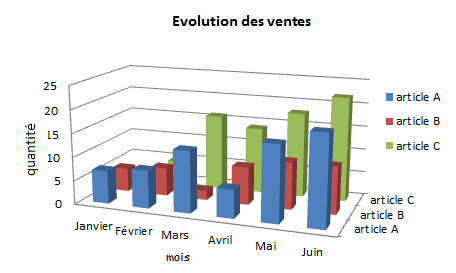 Evolution des ventes
25
20
15
10
5
0
quantité
Janvier
Février
Mars
Avril
Mai
Juin
mois
article A
article B
article C
article C
article B
article A